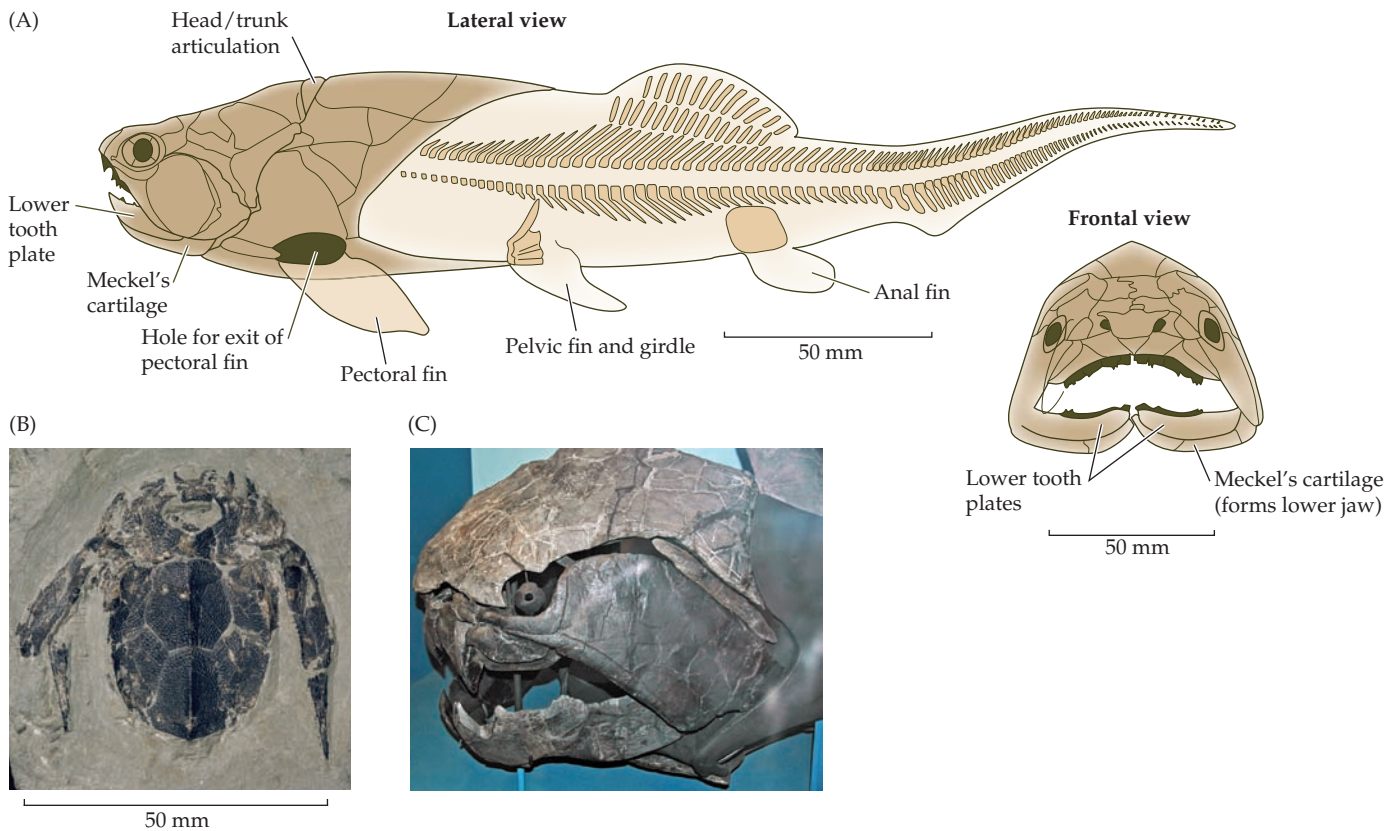 (A)
Head/trunk
articulation
Lateral view
Lower
tooth
plate
Meckel's
cartilage
Hole for exit of
pectoral fin
Pectoral fin
Pelvic fin and girdle
Anal fin
50 mm
Frontal view
Lower tooth
plates
Meckel's cartilage
(forms lower jaw)
50 mm
(B)
50 mm
(C)